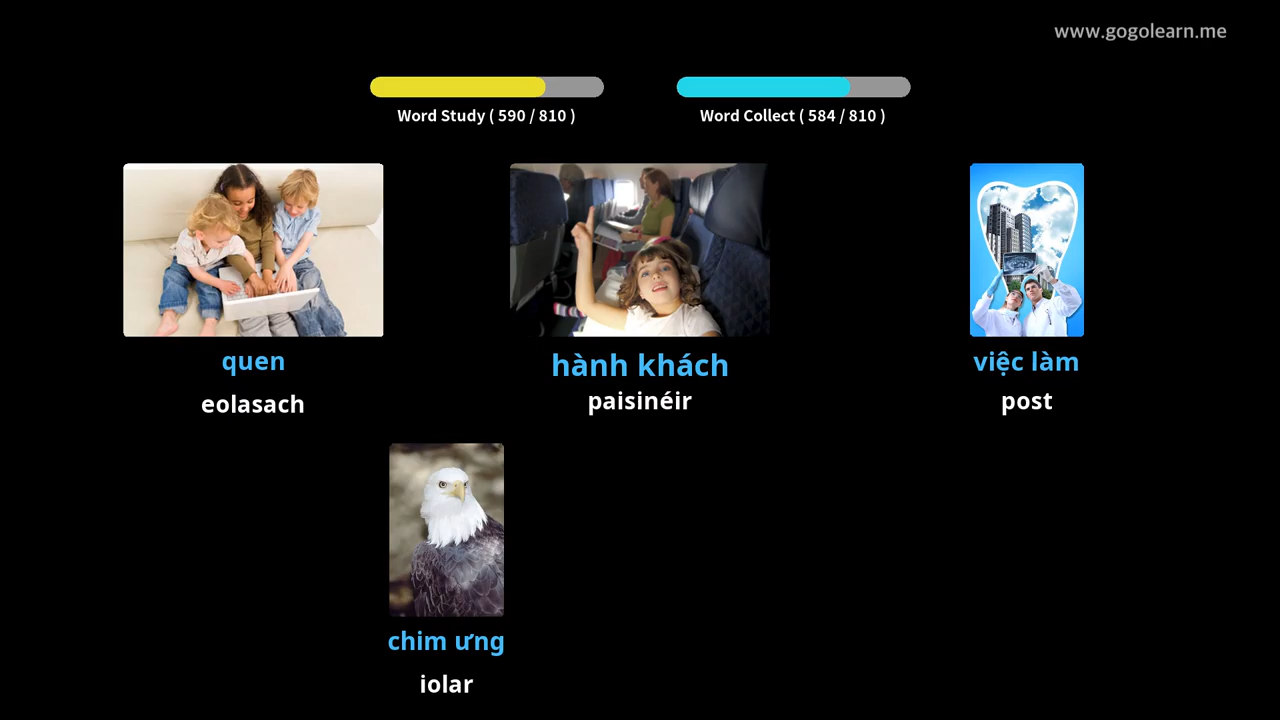 www.gogolearn.me
Word Study ( 590 / 810 )
Word Collect ( 584 / 810 )
quen
eolasach
hành khách
paisinéir
việc làm
post
chim ưng
iolar